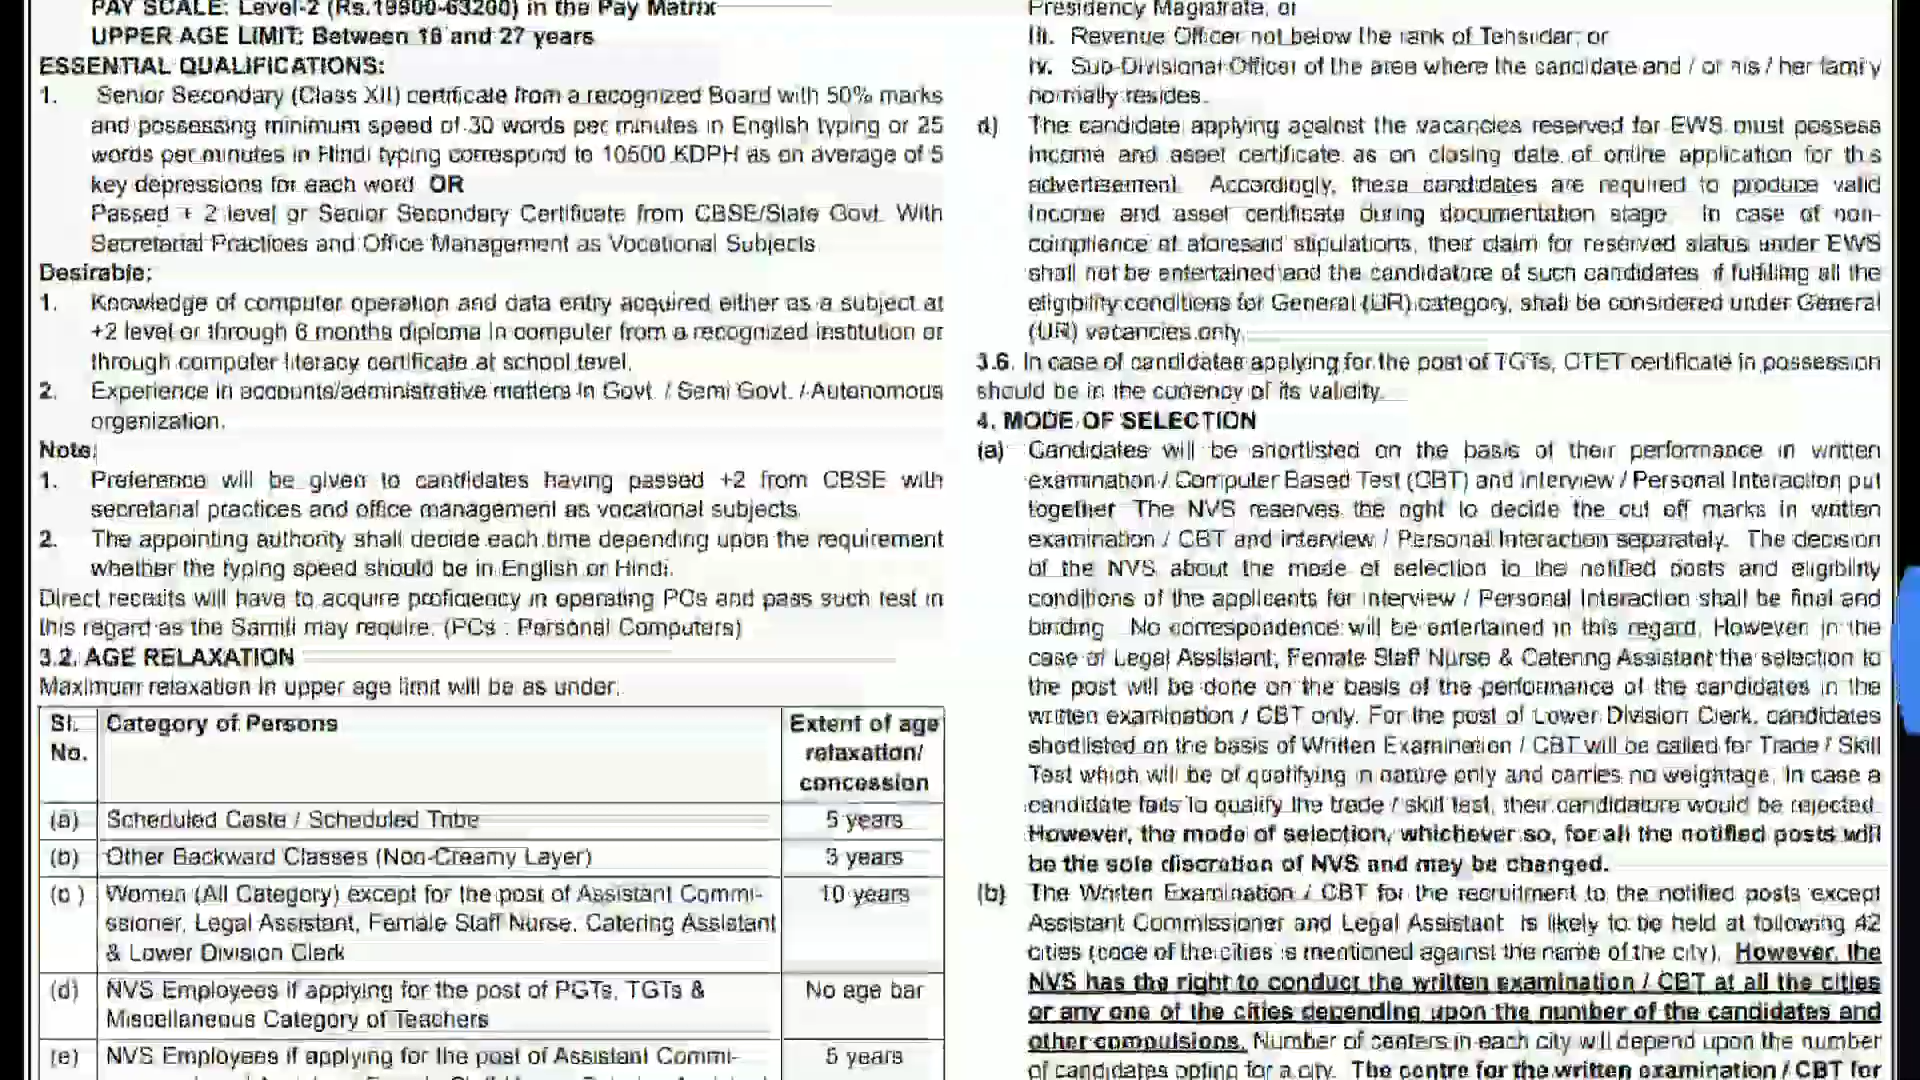 PAY SCALE: Level-2 (Rs.19900-63200) in the Pay Matrix
UPPER AGE LIMIT: Between 18 and 27 years
ESSENTIAL QUALIFICATIONS:
1. Senior Secondary (Class XII) certificate from a recognized Board with 50% marks
and possessing minimum speed of 30 words per minutes in English typing or 25
words per minutes in Hindi typing correspond to 10500 KDPH as on average of 5
key depressions for each word OR
Passed + 2 level or Senior Secondary Certificate from CBSE/State Govt. With
Secretarial Practices and Office Management as Vocational Subjects
Desirable:
1. Knowledge of computer operation and data entry acquired either as a subject at
+2 level or through 6 months diploma in computer from a recognized institution or
through computer literacy certificate at school level.
2. Experience in accounts/administrative matters in Govt. / Semi Govt. / Autonomous
organization.
Note:
1. Preference will be given to candidates having passed +2 from CBSE with
secretarial practices and office management as vocational subjects
2. The appointing authority shall decide each time depending upon the requirement
whether the typing speed should be in English or Hindi.
Direct recruits will have to acquire proficiency in operating PCs and pass such test in
this regard as the Samiti may require. (PCs : Personal Computers)
3.2. AGE RELAXATION
Maximum relaxation in upper age limit will be as under:
Sl. No. Category of Persons Extent of age relaxation/ concession
(a) Scheduled Caste / Scheduled Tribe 5 years
(b) Other Backward Classes (Non-Creamy Layer) 3 years
(c ) Women (All Category) except for the post of Assistant Commi- 10 years
ssioner, Legal Assistant, Female Staff Nurse, Catering Assistant
& Lower Division Clerk
(d) NVS Employees if applying for the post of PGTs, TGTs & No age bar
Miscellaneous Category of Teachers
(e) NVS Employees if applying for the post of Assistant Commi- 5 years
Presidency Magistrate, or
iii. Revenue Officer not below the rank of Tehsildar; or
iv. Sub-Divisional Officer of the area where the candidate and / or his / her family
normally resides.
d) The candidate applying against the vacancies reserved for EWS must possess
income and asset certificate as on closing date of online application for this
advertisement. Accordingly, these candidates are required to produce valid
Income and asset certificate during documentation stage. In case of non-
compliance of aforesaid stipulations, their claim for reserved status under EWS
shall not be entertained and the candidature of such candidates if fulfilling all the
eligibility conditions for General (UR) category, shall be considered under General
(UR) vacancies only.
3.6. In case of candidates applying for the post of TGTs, CTET certificate in possession
should be in the currency of its validity.
4. MODE OF SELECTION
(a) Candidates will be shortlisted on the basis of their performance in written
examination / Computer Based Test (CBT) and interview / Personal Interaction put
together The NVS reserves the right to decide the cut off marks in written
examination / CBT and interview / Personal Interaction separately. The decision
of the NVS about the mode of selection to the notified posts and eligibility
conditions of the applicants for interview / Personal Interaction shall be final and
binding. No correspondence will be entertained in this regard. However in the
case of Legal Assistant, Female Staff Nurse & Catering Assistant the selection to
the post will be done on the basis of the performance of the candidates in the
written examination / CBT only. For the post of Lower Division Clerk, candidates
shortlisted on the basis of Written Examination / CBT will be called for Trade / Skill
Test which will be of qualifying in nature only and carries no weightage. In case a
candidate fails to qualify the trade / skill test, their candidature would be rejected.
However, the mode of selection, whichever so, for all the notified posts will
be the sole discretion of NVS and may be changed.
(b) The Written Examination / CBT for the recruitment to the notified posts except
Assistant Commissioner and Legal Assistant is likely to be held at following 42
cities (code of the cities is mentioned against the name of the city). However, the
NVS has the right to conduct the written examination / CBT at all the cities
or any one of the cities depending upon the number of the candidates and
other compulsions. Number of centers in each city will depend upon the number
of candidates opting for a city. The centre for the written examination / CBT for